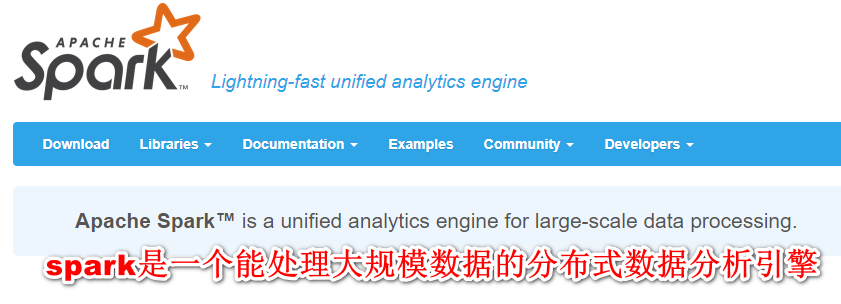 APACHE
Spark™ Lightning-fast unified analytics engine
Download Libraries Documentation Examples Community Developers
Apache Spark™ is a unified analytics engine for large-scale data processing.
spark是一个能处理大规模数据的分布式数据分析引擎